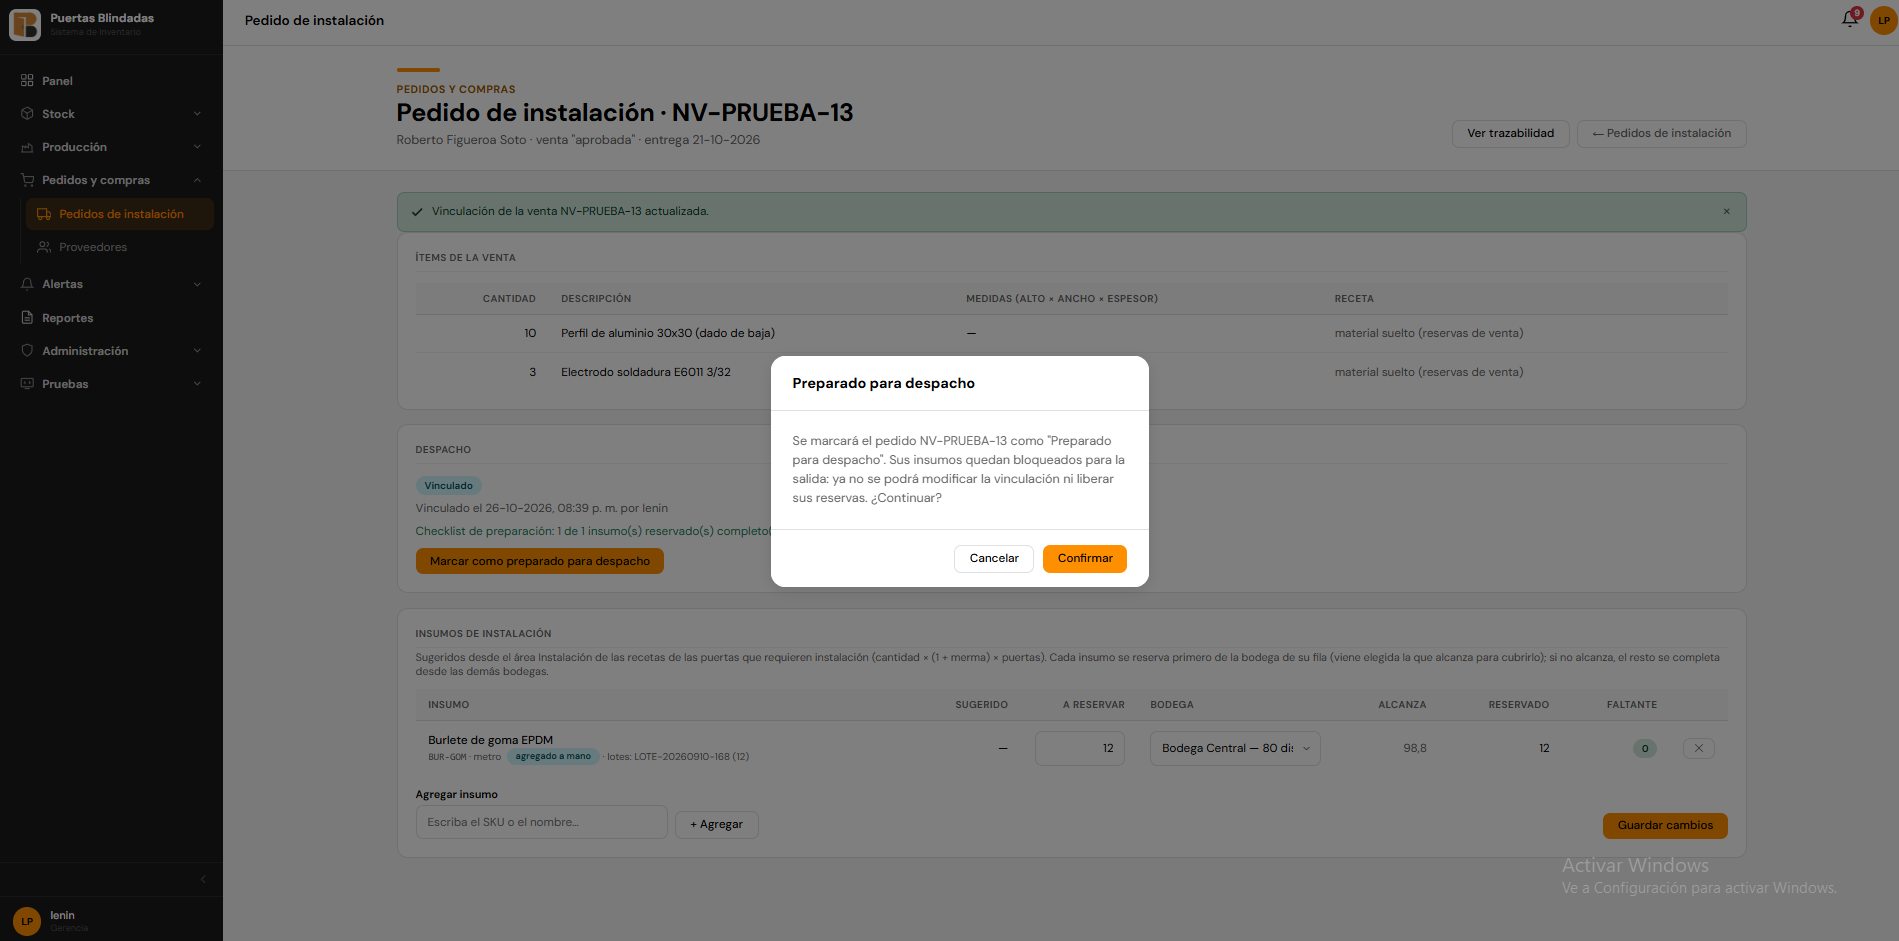 Puertas Blindadas
Sistema de Inventario
Panel
Stock
Producción
Pedidos y compras
Pedidos de instalación
Proveedores
Alertas
Reportes
Administración
Pruebas
LP
lenin
Gerencia
Pedido de instalación
9
LP
PEDIDOS Y COMPRAS
Pedido de instalación · NV-PRUEBA-13
Roberto Figueroa Soto · venta "aprobada" · entrega 21-10-2026
Ver trazabilidad
← Pedidos de instalación
Vinculación de la venta NV-PRUEBA-13 actualizada.
×
ÍTEMS DE LA VENTA
CANTIDAD DESCRIPCIÓN MEDIDAS (ALTO × ANCHO × ESPESOR) RECETA
10 Perfil de aluminio 30x30 (dado de baja) — material suelto (reservas de venta)
3 Electrodo soldadura E6011 3/32 material suelto (reservas de venta)
Preparado para despacho
Se marcará el pedido NV-PRUEBA-13 como "Preparado
para despacho". Sus insumos quedan bloqueados para la
salida: ya no se podrá modificar la vinculación ni liberar
sus reservas. ¿Continuar?
Cancelar
Confirmar
DESPACHO
Vinculado
Vinculado el 26-10-2026, 08:39 p. m. por lenin
Checklist de preparación: 1 de 1 insumo(s) reservado(s) completo(
Marcar como preparado para despacho
INSUMOS DE INSTALACIÓN
Sugeridos desde el área Instalación de las recetas de las puertas que requieren instalación (cantidad × (1 + merma) × puertas). Cada insumo se reserva primero de la bodega de su fila (viene elegida la que alcanza para cubrirlo); si no alcanza, el resto se completa
desde las demás bodegas.
INSUMO SUGERIDO A RESERVAR BODEGA ALCANZA RESERVADO FALTANTE
Burlete de goma EPDM — 12 Bodega Central — 80 di 98,8 12 0
BUR-GOM · metro agregado a mano · lotes: LOTE-20260910-168 (12)
Agregar insumo
Escriba el SKU o el nombre...
+ Agregar
Guardar cambios
Activar Windows
Ve a Configuración para activar Windows.